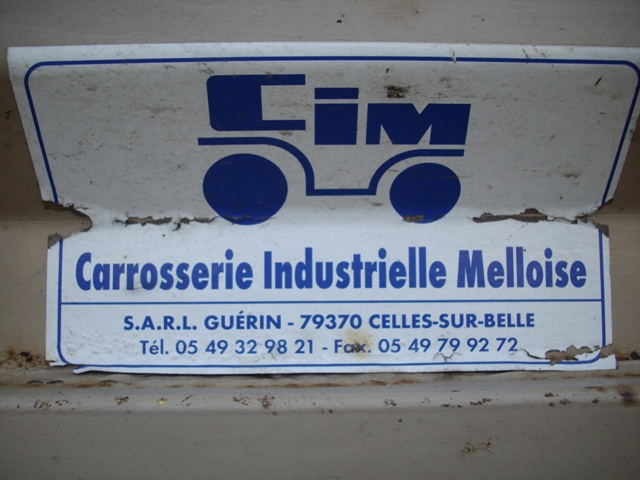 CIM
Carrosserie Industrielle Melloise
S.A.R.L. GUÉRIN - 79370 CELLES-SUR-BELLE
Tél. 05 49 32 98 21 - Fax. 05 49 79 92 72